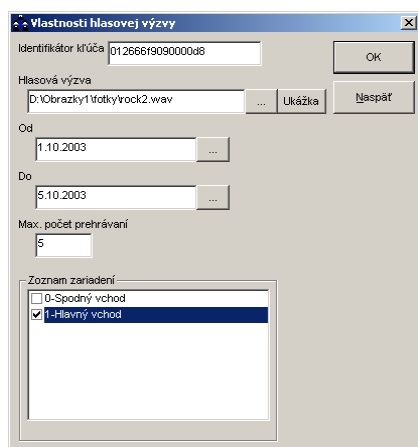 Vlastnosti hlasovej výzvy
Identifikátor kľúča 012666f9090000d8
OK
Hlasová výzva
D:\Obrazky1\fotky\rock2.wav ... Ukážka
Naspäť
Od
1.10.2003 ...
Do
5.10.2003 ...
Max. počet prehrávaní
5
Zoznam zariadení
0-Spodný vchod
1-Hlavný vchod